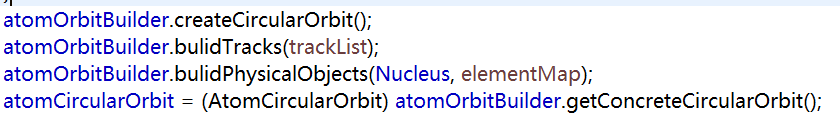 atomOrbitBuilder.createCircularOrbit();
atomOrbitBuilder.bulidTracks(trackList);
atomOrbitBuilder.bulidPhysicalObjects(Nucleus, elementMap);
atomCircularOrbit = (AtomCircularOrbit) atomOrbitBuilder.getConcreteCircularOrbit();